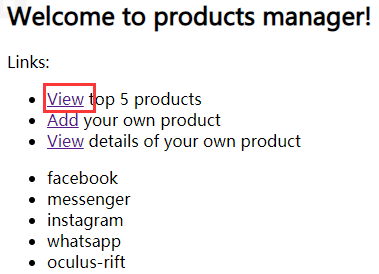 Welcome to products manager!
Links:
View top 5 products
Add your own product
View details of your own product
facebook
messenger
instagram
whatsapp
oculus-rift